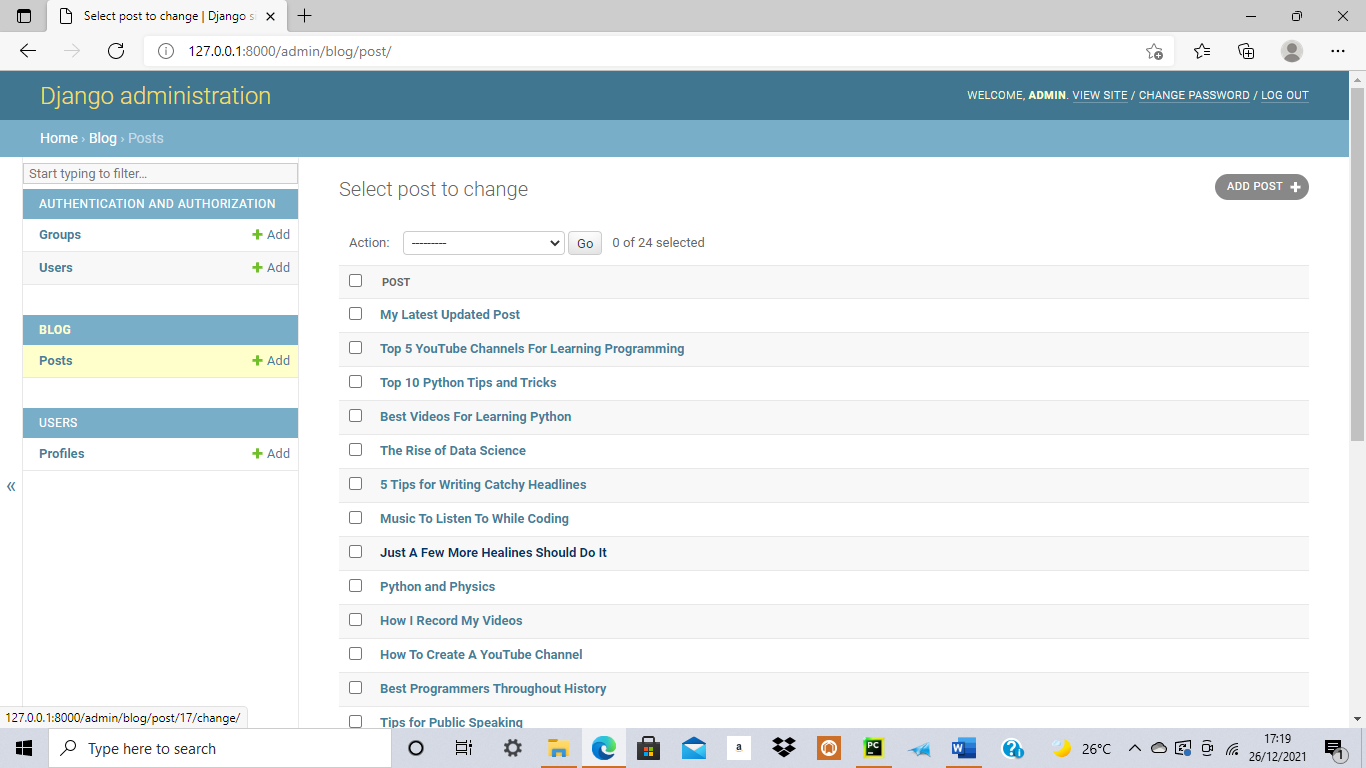 Select post to change | Django s
127.0.0.1:8000/admin/blog/post/
Django administration
WELCOME, ADMIN. VIEW SITE / CHANGE PASSWORD / LOG OUT
Home › Blog › Posts
Start typing to filter...
AUTHENTICATION AND AUTHORIZATION
Groups + Add
Users + Add
BLOG
Posts + Add
USERS
Profiles + Add
«
Select post to change
ADD POST +
Action: --------- Go 0 of 24 selected
POST
My Latest Updated Post
Top 5 YouTube Channels For Learning Programming
Top 10 Python Tips and Tricks
Best Videos For Learning Python
The Rise of Data Science
5 Tips for Writing Catchy Headlines
Music To Listen To While Coding
Just A Few More Healines Should Do It
Python and Physics
How I Record My Videos
How To Create A YouTube Channel
Best Programmers Throughout History
Tips for Public Speaking
127.0.0.1:8000/admin/blog/post/17/change/
Type here to search
a
PC
W
26°C
17:19
26/12/2021
1